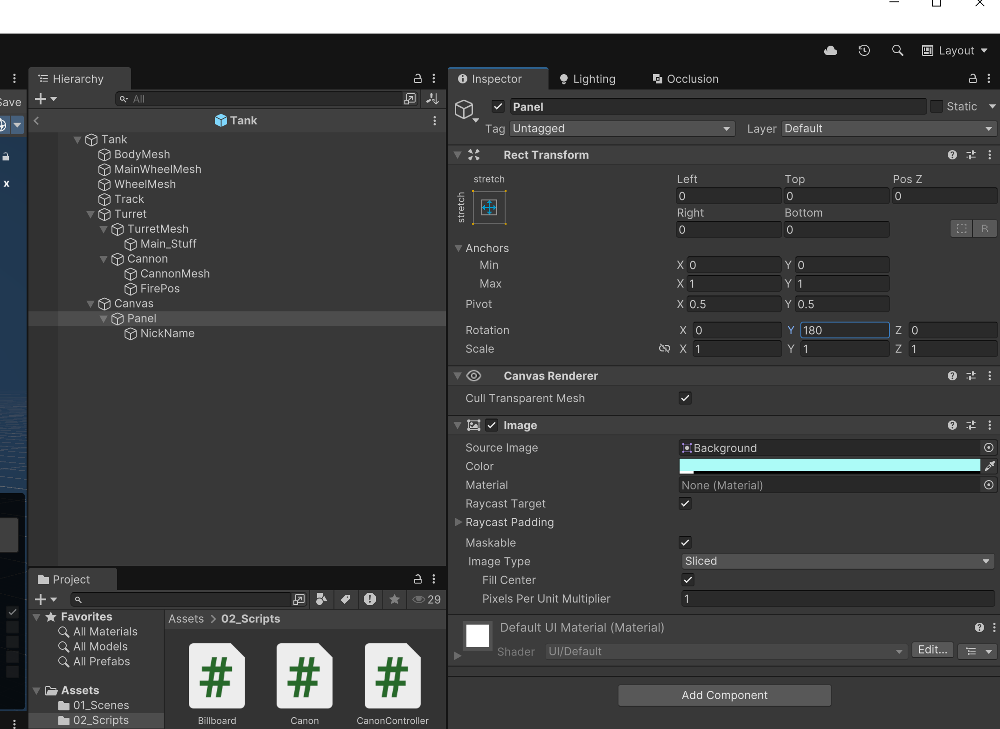 Layout
Hierarchy
Inspector
Lighting
Occlusion
Save
All
Tank
Tank
BodyMesh
MainWheelMesh
WheelMesh
Track
Turret
TurretMesh
Main_Stuff
Cannon
CannonMesh
FirePos
Canvas
Panel
NickName
x
Panel
Static
Tag Untagged Layer Default
Rect Transform
stretch
stretch
Left Top Pos Z
0 0 0
Right Bottom
0 0
R
Anchors
Min X 0 Y 0
Max X 1 Y 1
Pivot X 0.5 Y 0.5
Rotation X 0 Y 180 Z 0
Scale X 1 Y 1 Z 1
Canvas Renderer
Cull Transparent Mesh
Image
Source Image Background
Color
Material None (Material)
Raycast Target
Raycast Padding
Maskable
Image Type Sliced
Fill Center
Pixels Per Unit Multiplier 1
Default UI Material (Material)
Shader UI/Default Edit...
Add Component
Project
29
Favorites
All Materials
All Models
All Prefabs
Assets
01_Scenes
02_Scripts
Assets > 02_Scripts
# # #
Billboard Canon CanonController